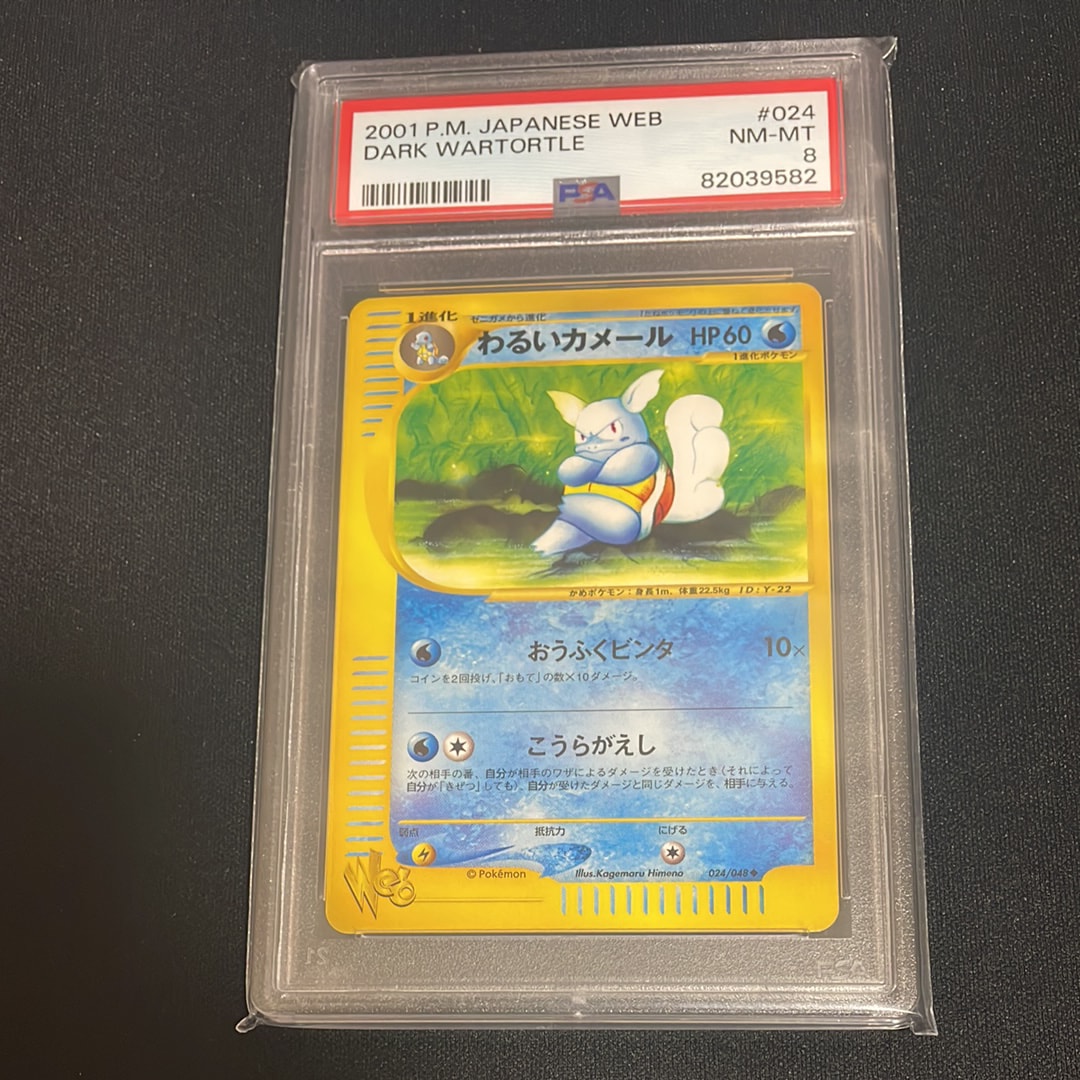 2001 P.M. JAPANESE WEB #024
DARK WARTORTLE NM-MT
8
82039582
PSA
1進化 ゼニガメから進化
わるいカメール HP60
1進化ポケモン
かめポケモン：身長1m、体重22.5kg ID:Y-22
おうふくビンタ 10×
コインを2回投げ、「おもて」の数×10ダメージ。
こうらがえし
次の相手の番、自分が相手のワザによるダメージを受けたとき（それによって
自分が「きぜつ」しても）、自分が受けたダメージと同じダメージを、相手に与える。
弱点 抵抗力 にげる
Web
©Pokémon Illus.Kagemaru Himeno 024/048◆